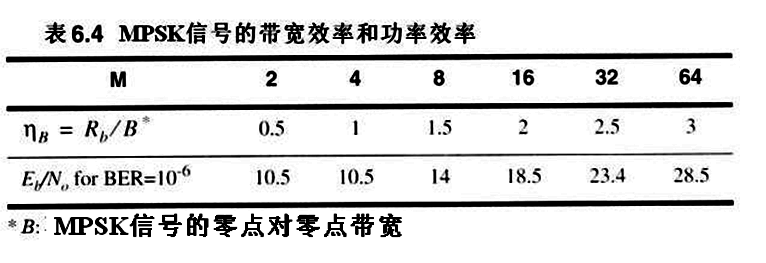 表6.4 MPSK信号的带宽效率和功率效率
M 2 4 8 16 32 64
η_B = R_b/B* 0.5 1 1.5 2 2.5 3
E_b/N_o for BER=10⁻⁶ 10.5 10.5 14 18.5 23.4 28.5
*B: MPSK信号的零点对零点带宽